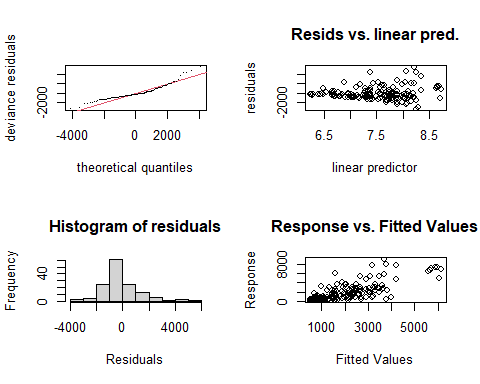 deviance residuals
-2000
-4000
0
2000
theoretical quantiles
Resids vs. linear pred.
residuals
-2000
6.5
7.5
8.5
linear predictor
Histogram of residuals
Frequency
0
40
-4000
0
4000
Residuals
Response vs. Fitted Values
Response
0
8000
1000
3000
5000
Fitted Values